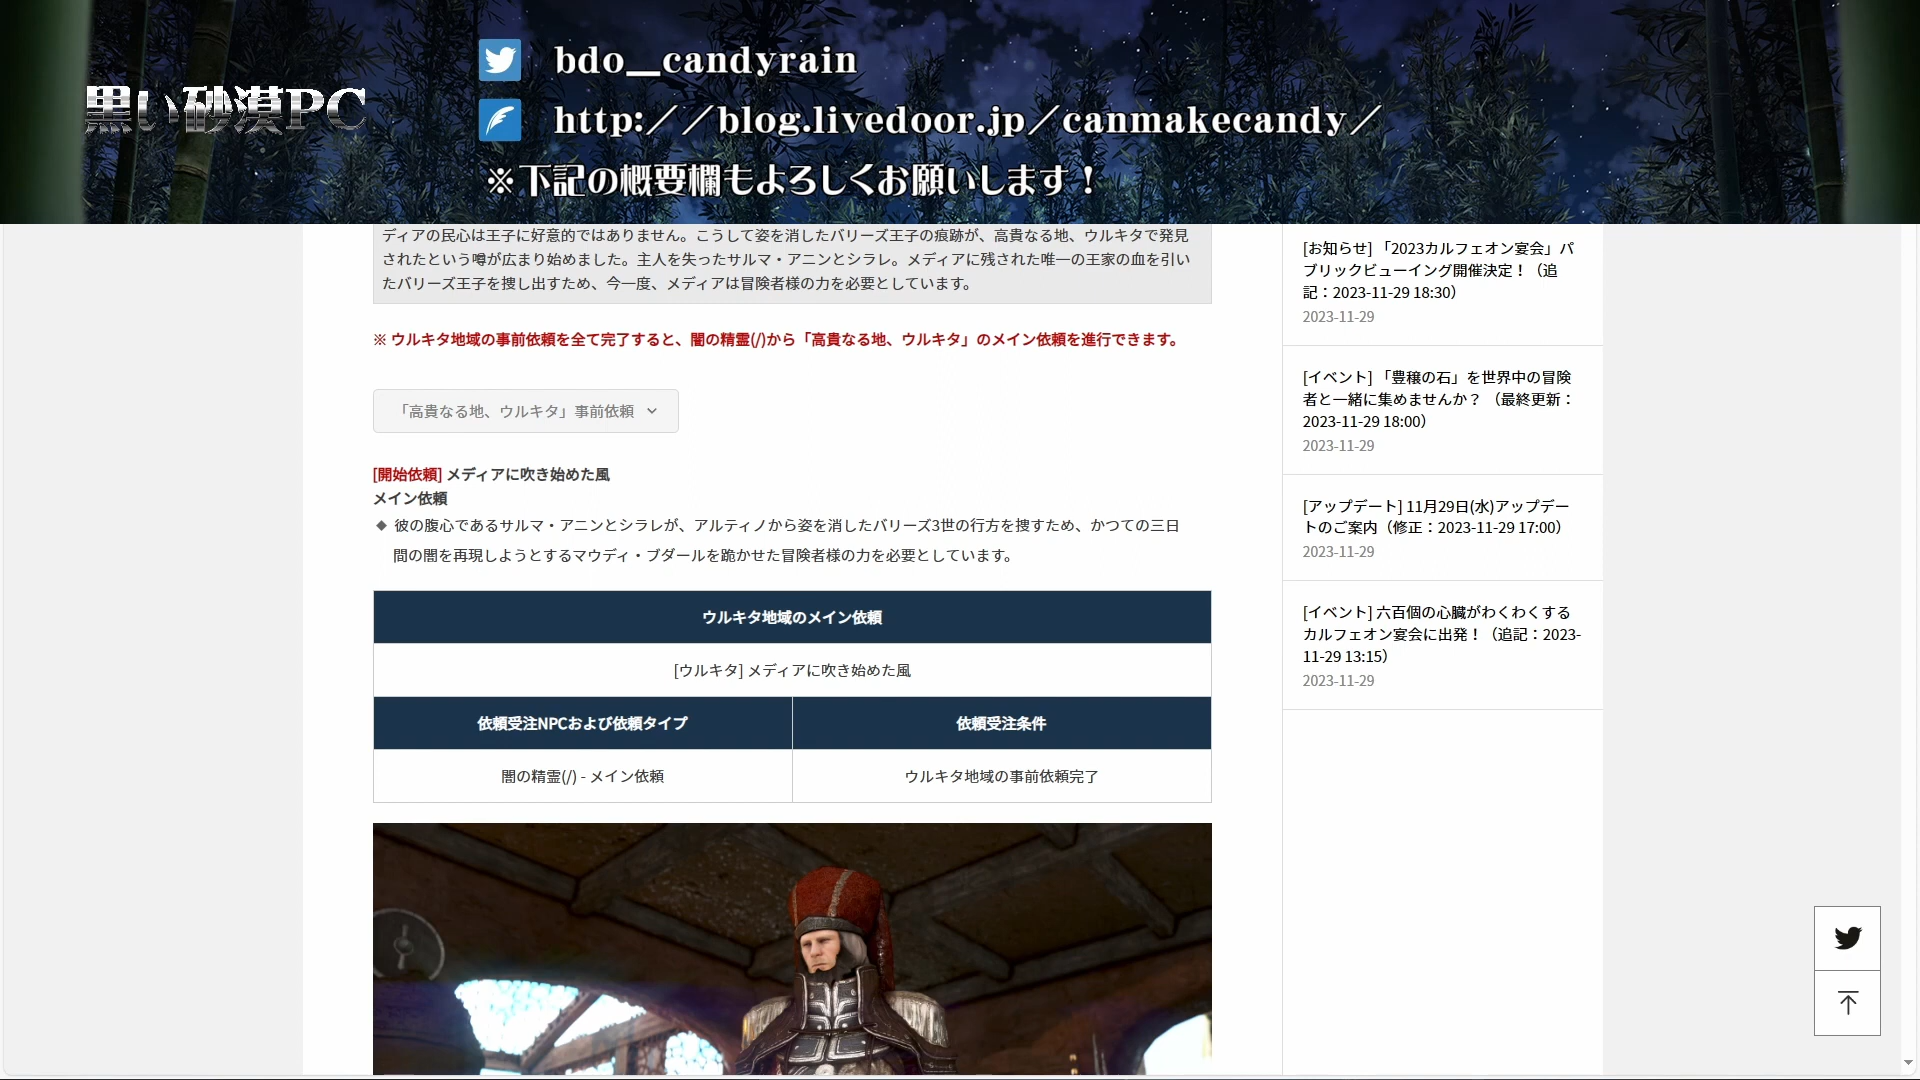 黒い砂漠PC
bdo__candyrain
http://blog.livedoor.jp/canmakecandy/
※下記の概要欄もよろしくお願いします！
ディアの民心は王子に好意的ではありません。こうして姿を消したバリーズ王子の痕跡が、高貴なる地、ウルキタで発見
されたという噂が広まり始めました。主人を失ったサルマ・アニンとシラレ。メディアに残された唯一の王家の血を引い
たバリーズ王子を捜し出すため、今一度、メディアは冒険者様の力を必要としています。
※ ウルキタ地域の事前依頼を全て完了すると、闇の精霊(/)から「高貴なる地、ウルキタ」のメイン依頼を進行できます。
「高貴なる地、ウルキタ」事前依頼
[開始依頼] メディアに吹き始めた風
メイン依頼
◆ 彼の腹心であるサルマ・アニンとシラレが、アルティノから姿を消したバリーズ3世の行方を捜すため、かつての三日
間の闇を再現しようとするマウディ・ブダールを跪かせた冒険者様の力を必要としています。
ウルキタ地域のメイン依頼
[ウルキタ] メディアに吹き始めた風
依頼受注NPCおよび依頼タイプ
依頼受注条件
闇の精霊(/) - メイン依頼
ウルキタ地域の事前依頼完了
[お知らせ] 「2023カルフェオン宴会」パ
ブリックビューイング開催決定！（追
記：2023-11-29 18:30）
2023-11-29
[イベント] 「豊穣の石」を世界中の冒険
者と一緒に集めませんか？ （最終更新：
2023-11-29 18:00）
2023-11-29
[アップデート] 11月29日(水)アップデー
トのご案内（修正：2023-11-29 17:00）
2023-11-29
[イベント] 六百個の心臓がわくわくする
カルフェオン宴会に出発！（追記：2023-
11-29 13:15）
2023-11-29